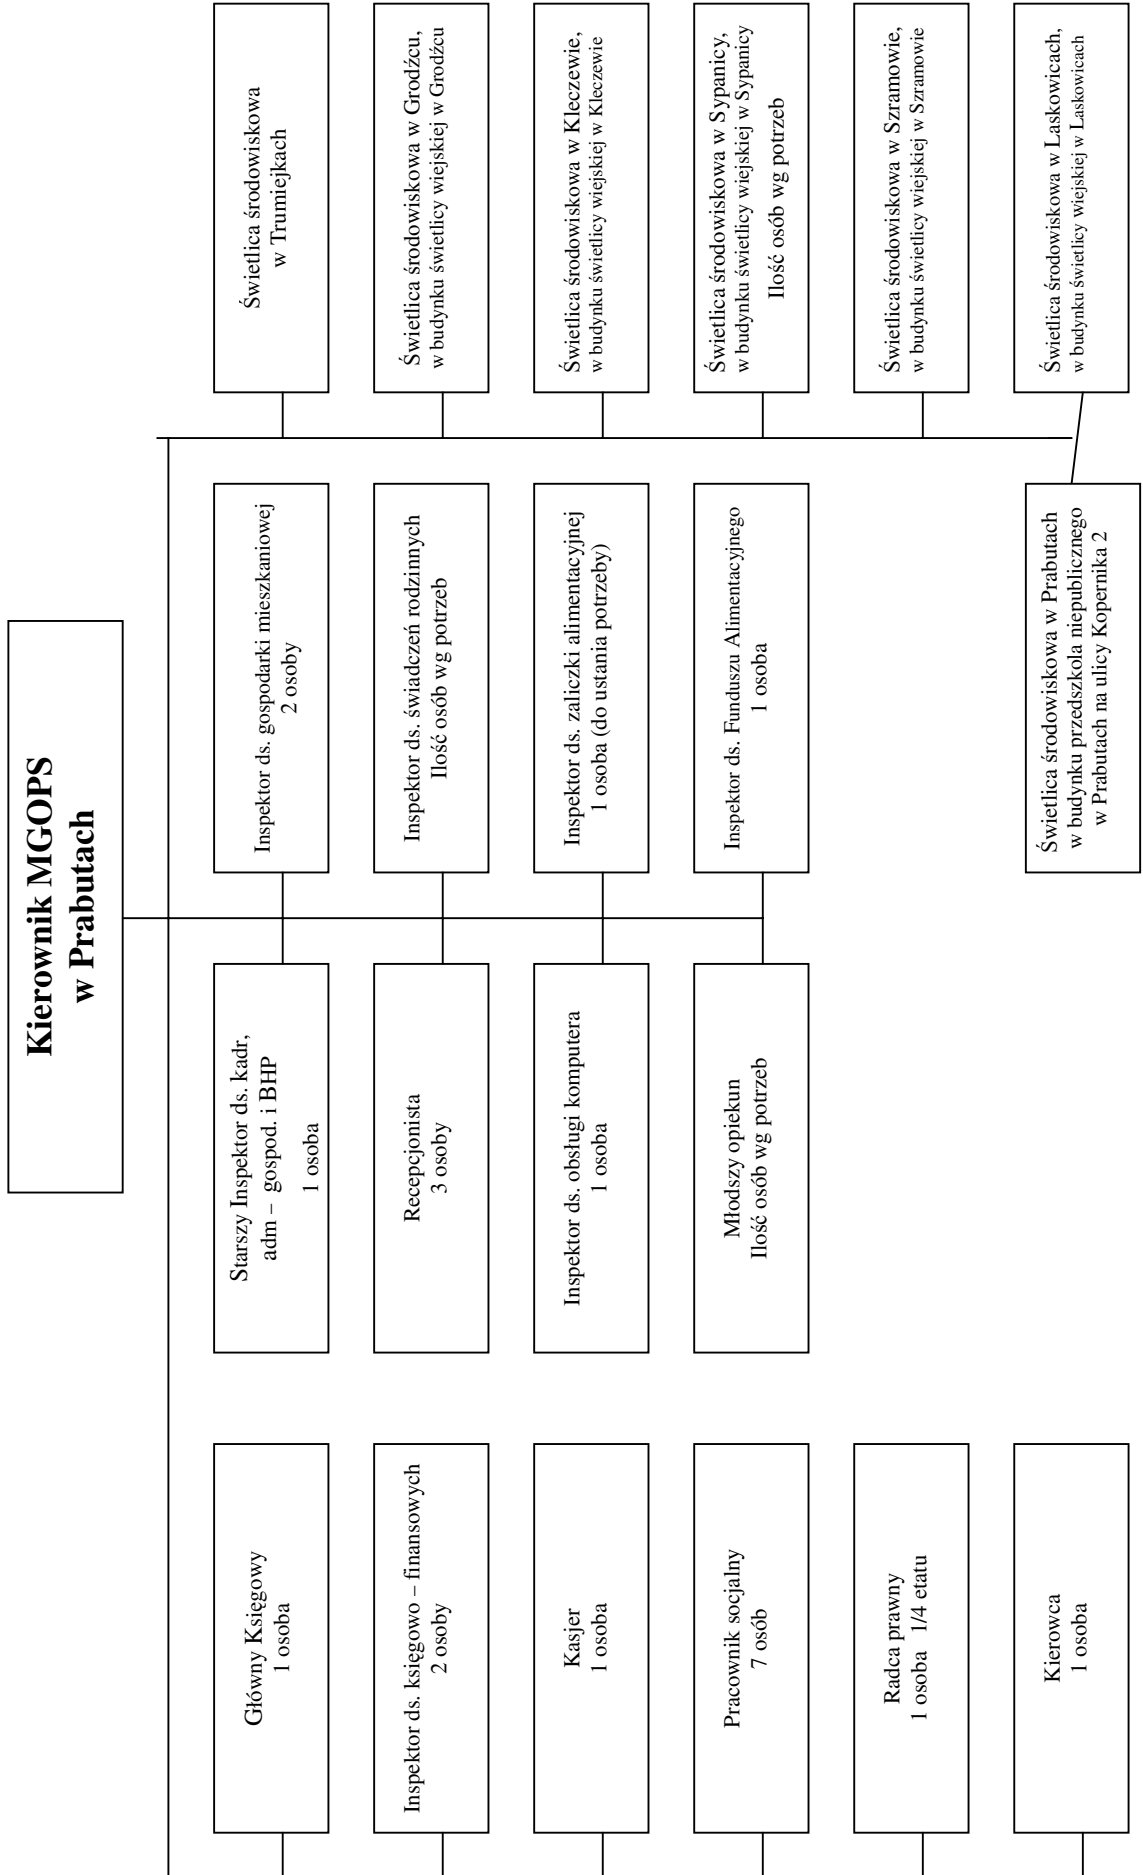 Kierownik MGOPS
w Prabutach
Główny Księgowy
1 osoba
Inspektor ds. księgowo – finansowych
2 osoby
Kasjer
1 osoba
Pracownik socjalny
7 osób
Radca prawny
1 osoba 1/4 etatu
Kierowca
1 osoba
Starszy Inspektor ds. kadr,
adm – gospod. i BHP
1 osoba
Recepcjonista
3 osoby
Inspektor ds. obsługi komputera
1 osoba
Młodszy opiekun
Ilość osób wg potrzeb
Inspektor ds. gospodarki mieszkaniowej
2 osoby
Inspektor ds. świadczeń rodzinnych
Ilość osób wg potrzeb
Inspektor ds. zaliczki alimentacyjnej
1 osoba (do ustania potrzeby)
Inspektor ds. Funduszu Alimentacyjnego
1 osoba
Świetlica środowiskowa w Prabutach
w budynku przedszkola niepublicznego
w Prabutach na ulicy Kopernika 2
Świetlica środowiskowa
w Trumiejkach
Świetlica środowiskowa w Grodźcu,
w budynku świetlicy wiejskiej w Grodźcu
Świetlica środowiskowa w Kleczewie,
w budynku świetlicy wiejskiej w Kleczewie
Świetlica środowiskowa w Sypanicy,
w budynku świetlicy wiejskiej w Sypanicy
Ilość osób wg potrzeb
Świetlica środowiskowa w Szramowie,
w budynku świetlicy wiejskiej w Szramowie
Świetlica środowiskowa w Laskowicach,
w budynku świetlicy wiejskiej w Laskowicach